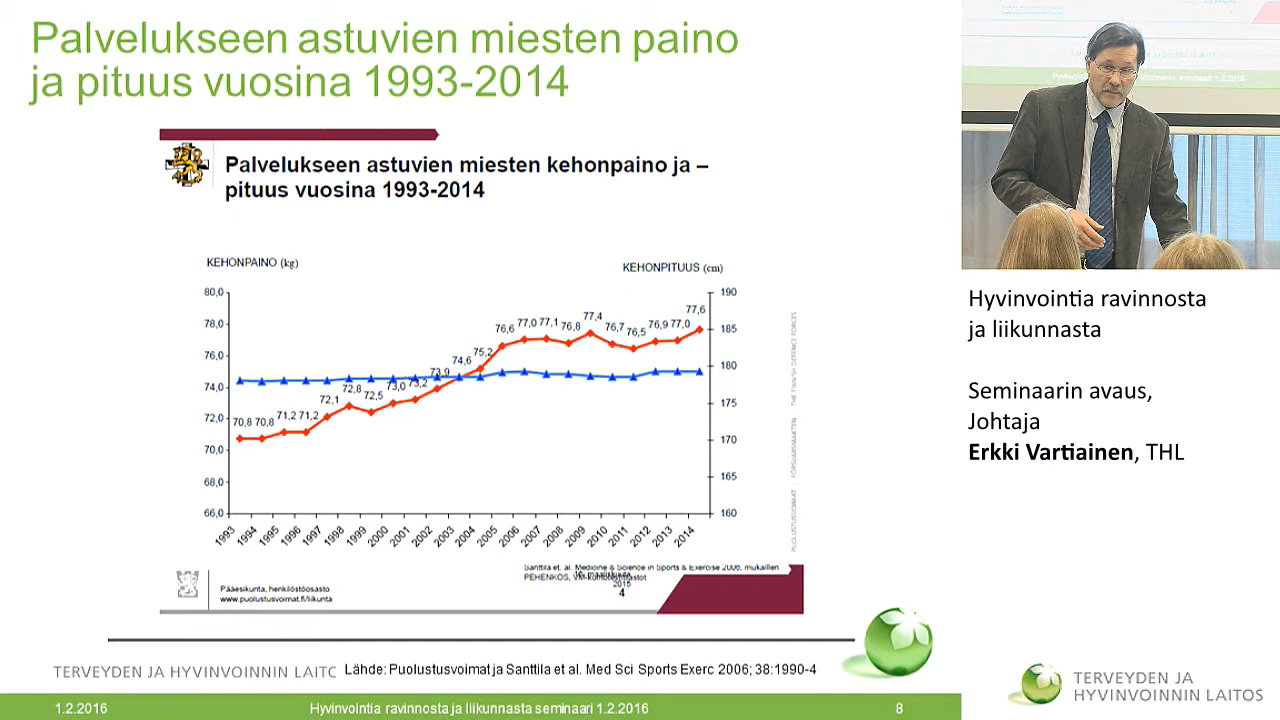 Palvelukseen astuvien miesten paino
ja pituus vuosina 1993-2014
Palvelukseen astuvien miesten kehonpaino ja –
pituus vuosina 1993-2014
KEHONPAINO (kg)
KEHONPITUUS (cm)
80,0
78,0
76,0
74,0
72,0
70,0
68,0
66,0
70,8 70,8 71,2 71,2 72,1 72,8 72,5 73,0 73,2 73,9 74,6 75,2 76,6 77,0 77,1 76,8 77,4 76,7 76,5 76,9 77,0 77,6
190
185
180
175
170
165
160
1993 1994 1995 1996 1997 1998 1999 2000 2001 2002 2003 2004 2005 2006 2007 2008 2009 2010 2011 2012 2013 2014
PUOLUSTUSVOIMAT FÖRSVARSMAKTEN THE FINNISH DEFENCE FORCES
Santtila et. al. Medicine & Science in Sports & Exercise 2006, mukaillen
PEHENKOS,
2015
4
Pääesikunta, henkilöstöosasto
www.puolustusvoimat.fi/liikunta
TERVEYDEN JA HYVINVOINNIN LAITC
Lähde: Puolustusvoimat ja Santtila et al. Med Sci Sports Exerc 2006; 38:1990-4
1.2.2016
Hyvinvointia ravinnosta ja liikunnasta seminaari 1.2.2016
8
Hyvinvointia ravinnosta
ja liikunnasta
Seminaarin avaus,
Johtaja
Erkki Vartiainen, THL
TERVEYDEN JA
HYVINVOINNIN LAITOS